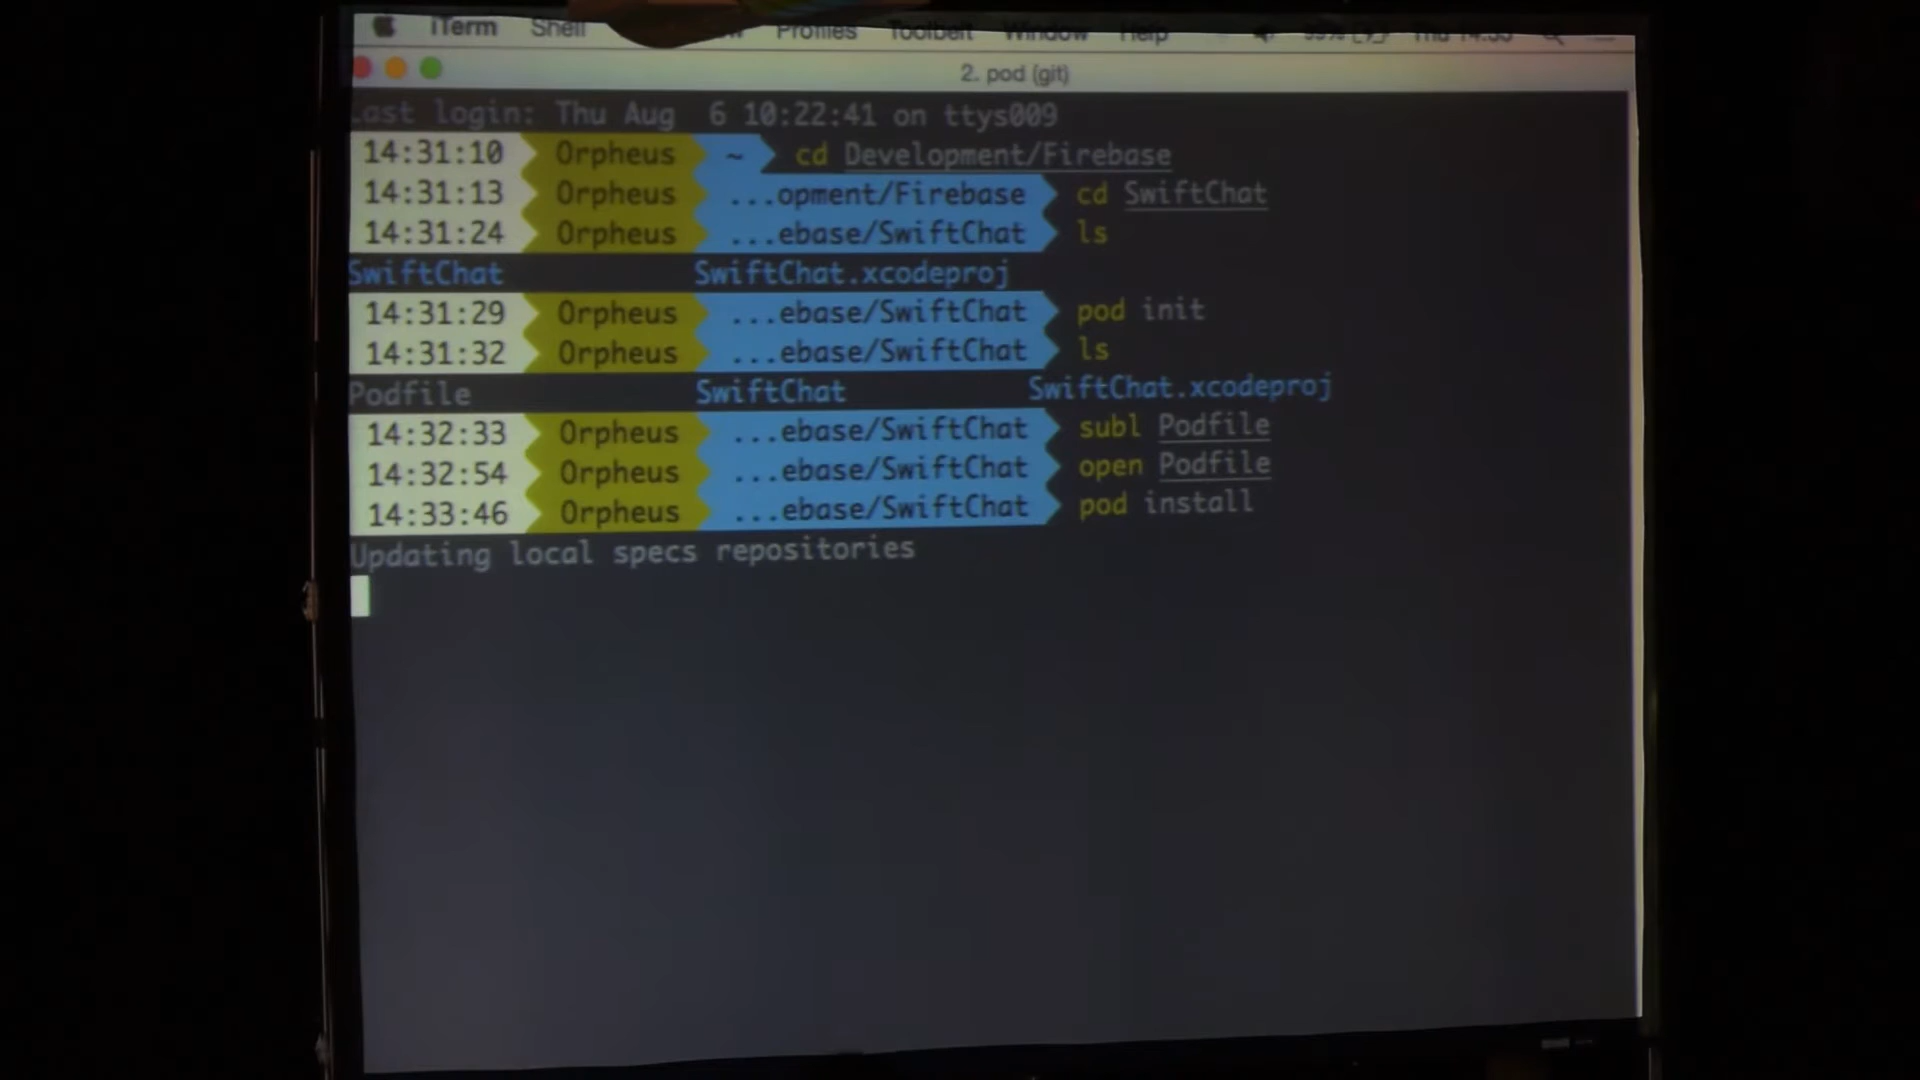 iTerm Shell Profiles Toolbelt Window Help
2. pod (git)
Last login: Thu Aug  6 10:22:41 on ttys009
14:31:10 Orpheus ~ cd Development/Firebase
14:31:13 Orpheus ...opment/Firebase cd SwiftChat
14:31:24 Orpheus ...ebase/SwiftChat ls
SwiftChat SwiftChat.xcodeproj
14:31:29 Orpheus ...ebase/SwiftChat pod init
14:31:32 Orpheus ...ebase/SwiftChat ls
Podfile SwiftChat SwiftChat.xcodeproj
14:32:33 Orpheus ...ebase/SwiftChat subl Podfile
14:32:54 Orpheus ...ebase/SwiftChat open Podfile
14:33:46 Orpheus ...ebase/SwiftChat pod install
Updating local specs repositories